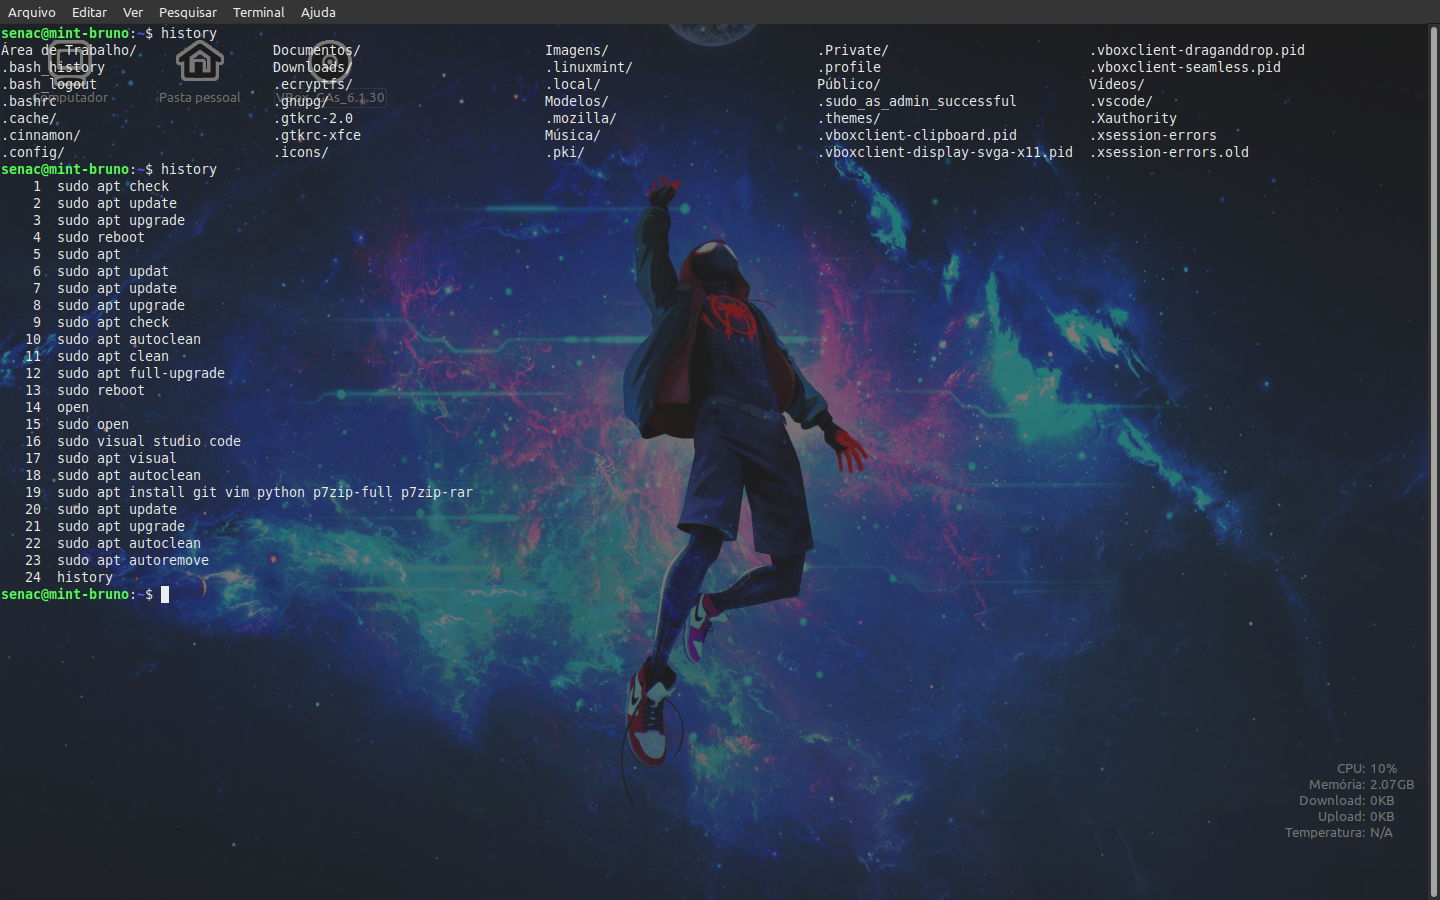 Arquivo Editar Ver Pesquisar Terminal Ajuda
senac@mint-bruno:~$ history
Área de Trabalho/ Documentos/ Imagens/ .Private/ .vboxclient-draganddrop.pid
.bash_history Downloads/ .linuxmint/ .profile .vboxclient-seamless.pid
.bash_logout .ecryptfs/ .local/ Público/ Vídeos/
.bashrc .gnupg/ Modelos/ .sudo_as_admin_successful .vscode/
.cache/ .gtkrc-2.0 .mozilla/ .themes/ .Xauthority
.cinnamon/ .gtkrc-xfce Música/ .vboxclient-clipboard.pid .xsession-errors
.config/ .icons/ .pki/ .vboxclient-display-svga-x11.pid .xsession-errors.old
Computador Pasta pessoal VBox_GAs_6.1.30
senac@mint-bruno:~$ history
1 sudo apt check
2 sudo apt update
3 sudo apt upgrade
4 sudo reboot
5 sudo apt
6 sudo apt updat
7 sudo apt update
8 sudo apt upgrade
9 sudo apt check
10 sudo apt autoclean
11 sudo apt clean
12 sudo apt full-upgrade
13 sudo reboot
14 open
15 sudo open
16 sudo visual studio code
17 sudo apt visual
18 sudo apt autoclean
19 sudo apt install git vim python p7zip-full p7zip-rar
20 sudo apt update
21 sudo apt upgrade
22 sudo apt autoclean
23 sudo apt autoremove
24 history
senac@mint-bruno:~$
CPU: 10%
Memória: 2.07GB
Download: 0KB
Upload: 0KB
Temperatura: N/A